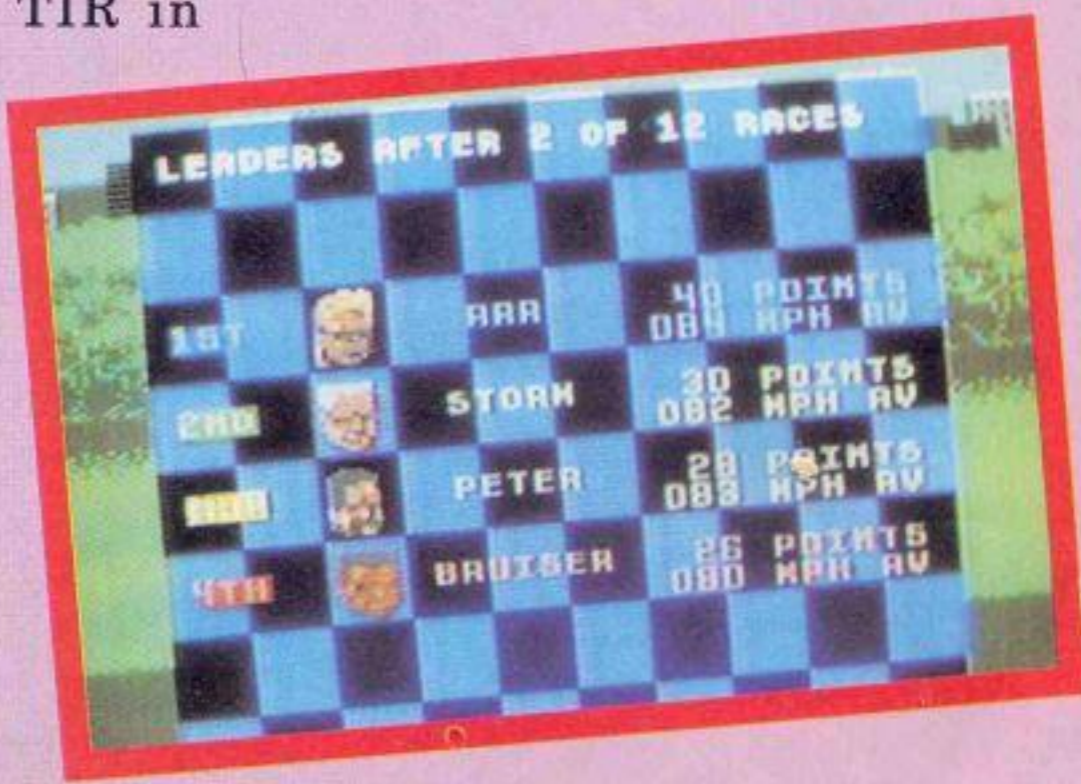 TIR in
LEADERS AFTER 2 OF 12 RACES
1ST AAA 40 POINTS
084 MPH AV
2ND STORM 30 POINTS
082 MPH AV
PETER 28 POINTS
083 MPH AV
4TH BRUISER 26 POINTS
080 MPH AV